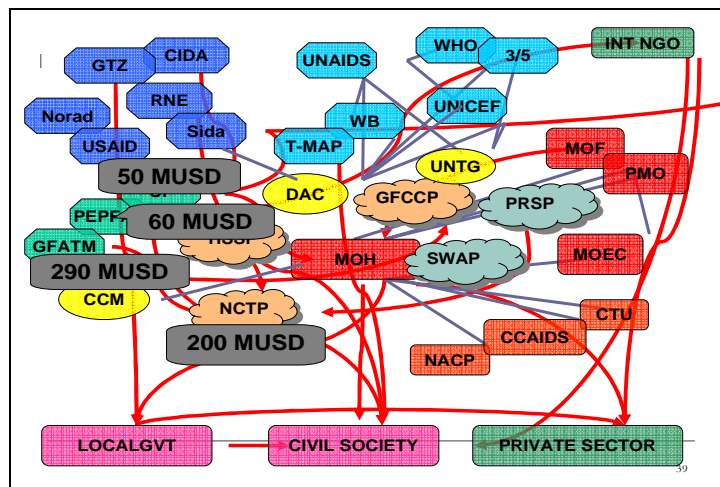 GTZ
CIDA
UNAIDS
WHO
3/5
INT NGO
Norad
RNE
Sida
USAID
WB
UNICEF
T-MAP
UNTG
MOF
PMO
50 MUSD
DAC
GFCCP
PRSP
60 MUSD
GFATM
MOH
SWAP
MOEC
290 MUSD
CCM
NCTP
CTU
200 MUSD
CCAIDS
NACP
LOCALGVT
CIVIL SOCIETY
PRIVATE SECTOR
39